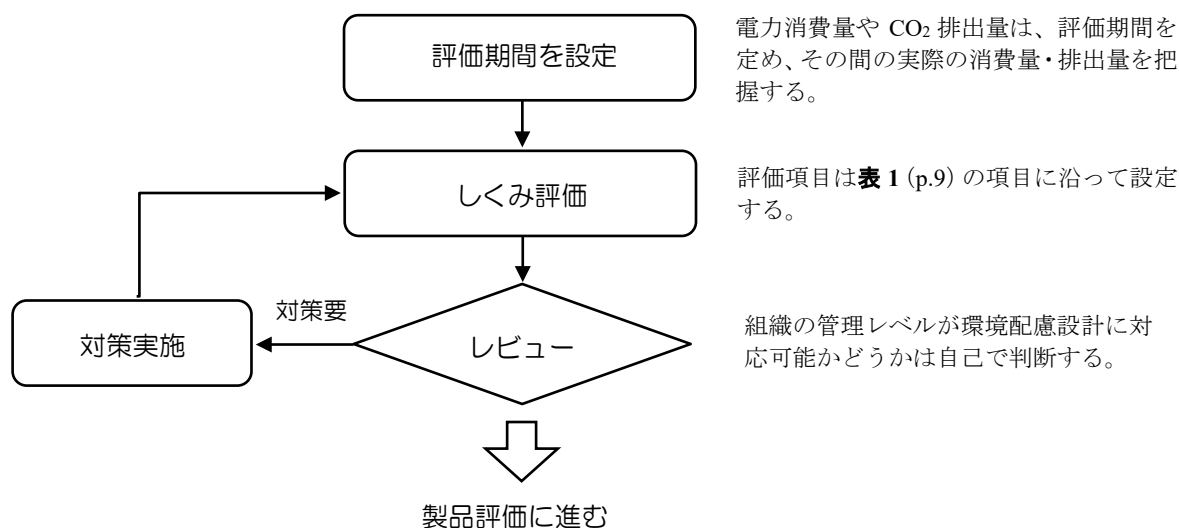 評価期間を設定
電力消費量や CO₂ 排出量は、評価期間を
定め、その間の実際の消費量・排出量を把
握する。
しくみ評価
評価項目は表 1 (p.9) の項目に沿って設定
する。
対策要
対策実施
レビュー
組織の管理レベルが環境配慮設計に対
応可能かどうかは自己で判断する。
製品評価に進む